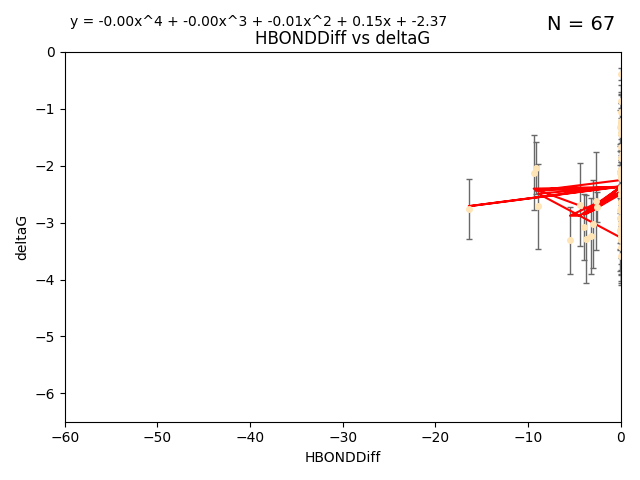 y = -0.00x^4 + -0.00x^3 + -0.01x^2 + 0.15x + -2.37
N = 67
HBONDDiff vs deltaG
0
−1
−2
−3
−4
−5
−6
deltaG
−60 −50 −40 −30 −20 −10 0
HBONDDiff